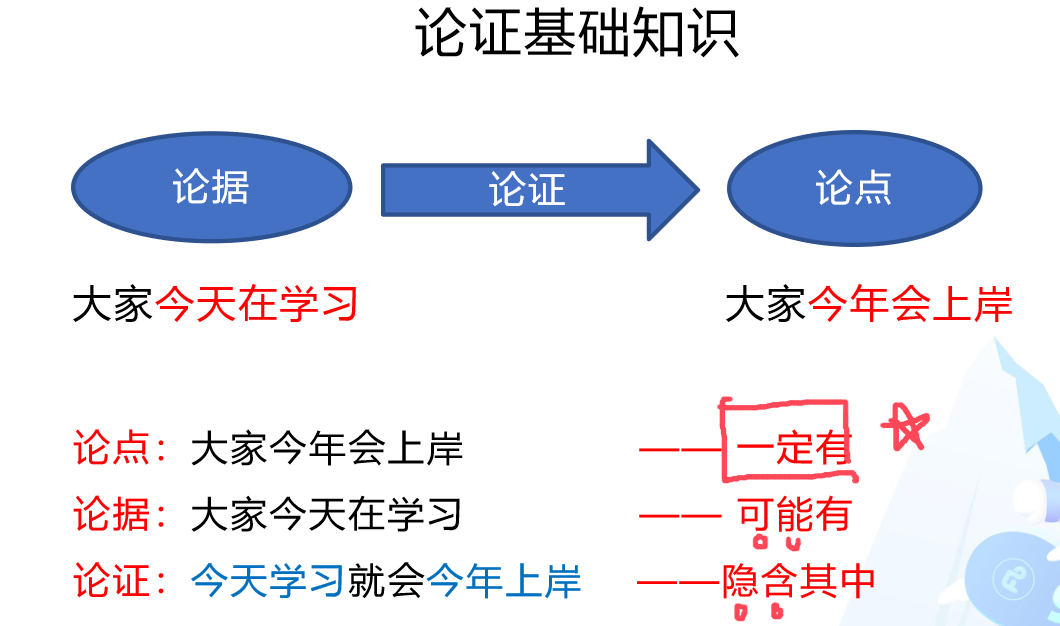 论证基础知识
论据 论证 论点
大家今天在学习 大家今年会上岸
论点：大家今年会上岸 —— 一定有
论据：大家今天在学习 —— 可能有
论证：今天学习就会今年上岸 ——隐含其中